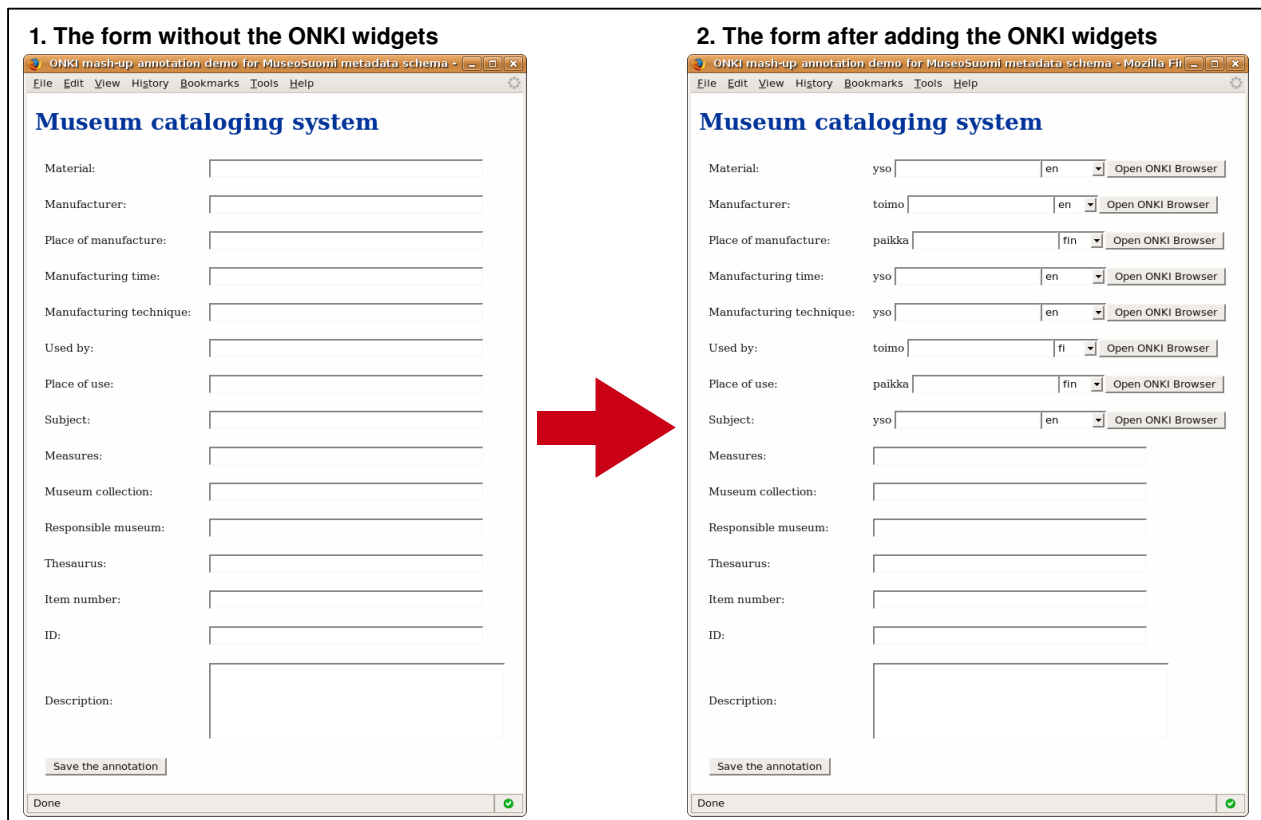 1. The form without the ONKI widgets
ONKI mash-up annotation demo for MuseoSuomi metadata schema -
File Edit View History Bookmarks Tools Help
Museum cataloging system
Material:
Manufacturer:
Place of manufacture:
Manufacturing time:
Manufacturing technique:
Used by:
Place of use:
Subject:
Measures:
Museum collection:
Responsible museum:
Thesaurus:
Item number:
ID:
Description:
Save the annotation
Done
2. The form after adding the ONKI widgets
ONKI mash-up annotation demo for MuseoSuomi metadata schema - Mozilla Fir
File Edit View History Bookmarks Tools Help
Museum cataloging system
Material: yso en Open ONKI Browser
Manufacturer: toimo en Open ONKI Browser
Place of manufacture: paikka fin Open ONKI Browser
Manufacturing time: yso en Open ONKI Browser
Manufacturing technique: yso en Open ONKI Browser
Used by: toimo fi Open ONKI Browser
Place of use: paikka fin Open ONKI Browser
Subject: yso en Open ONKI Browser
Measures:
Museum collection:
Responsible museum:
Thesaurus:
Item number:
ID:
Description:
Save the annotation
Done